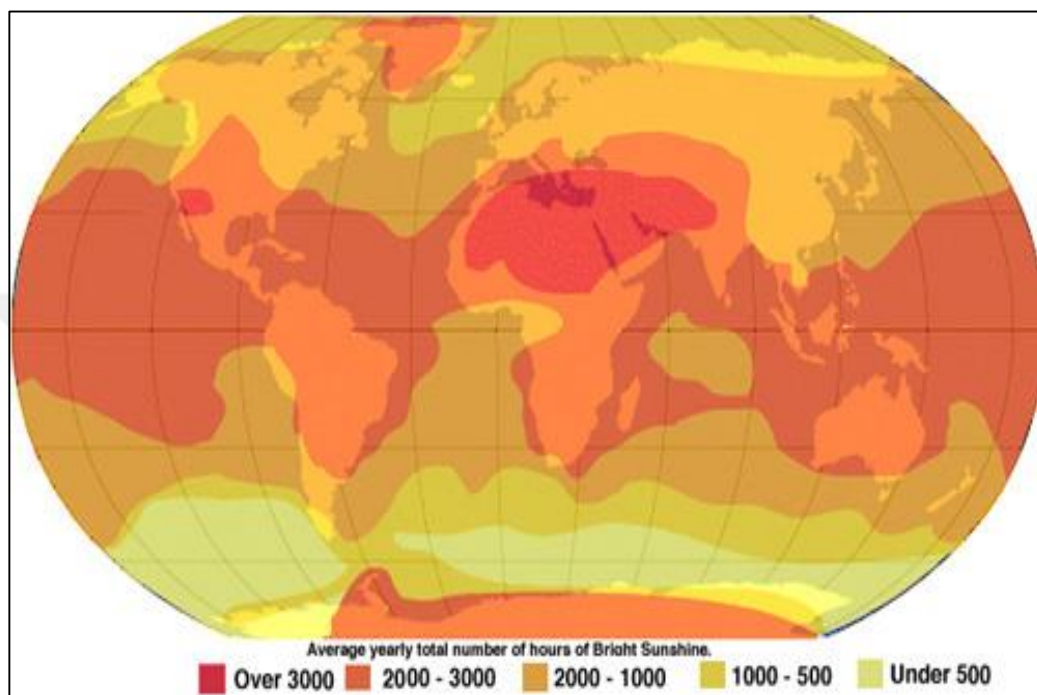 Average yearly total number of hours of Bright Sunshine.
Over 3000 2000 - 3000 2000 - 1000 1000 - 500 Under 500